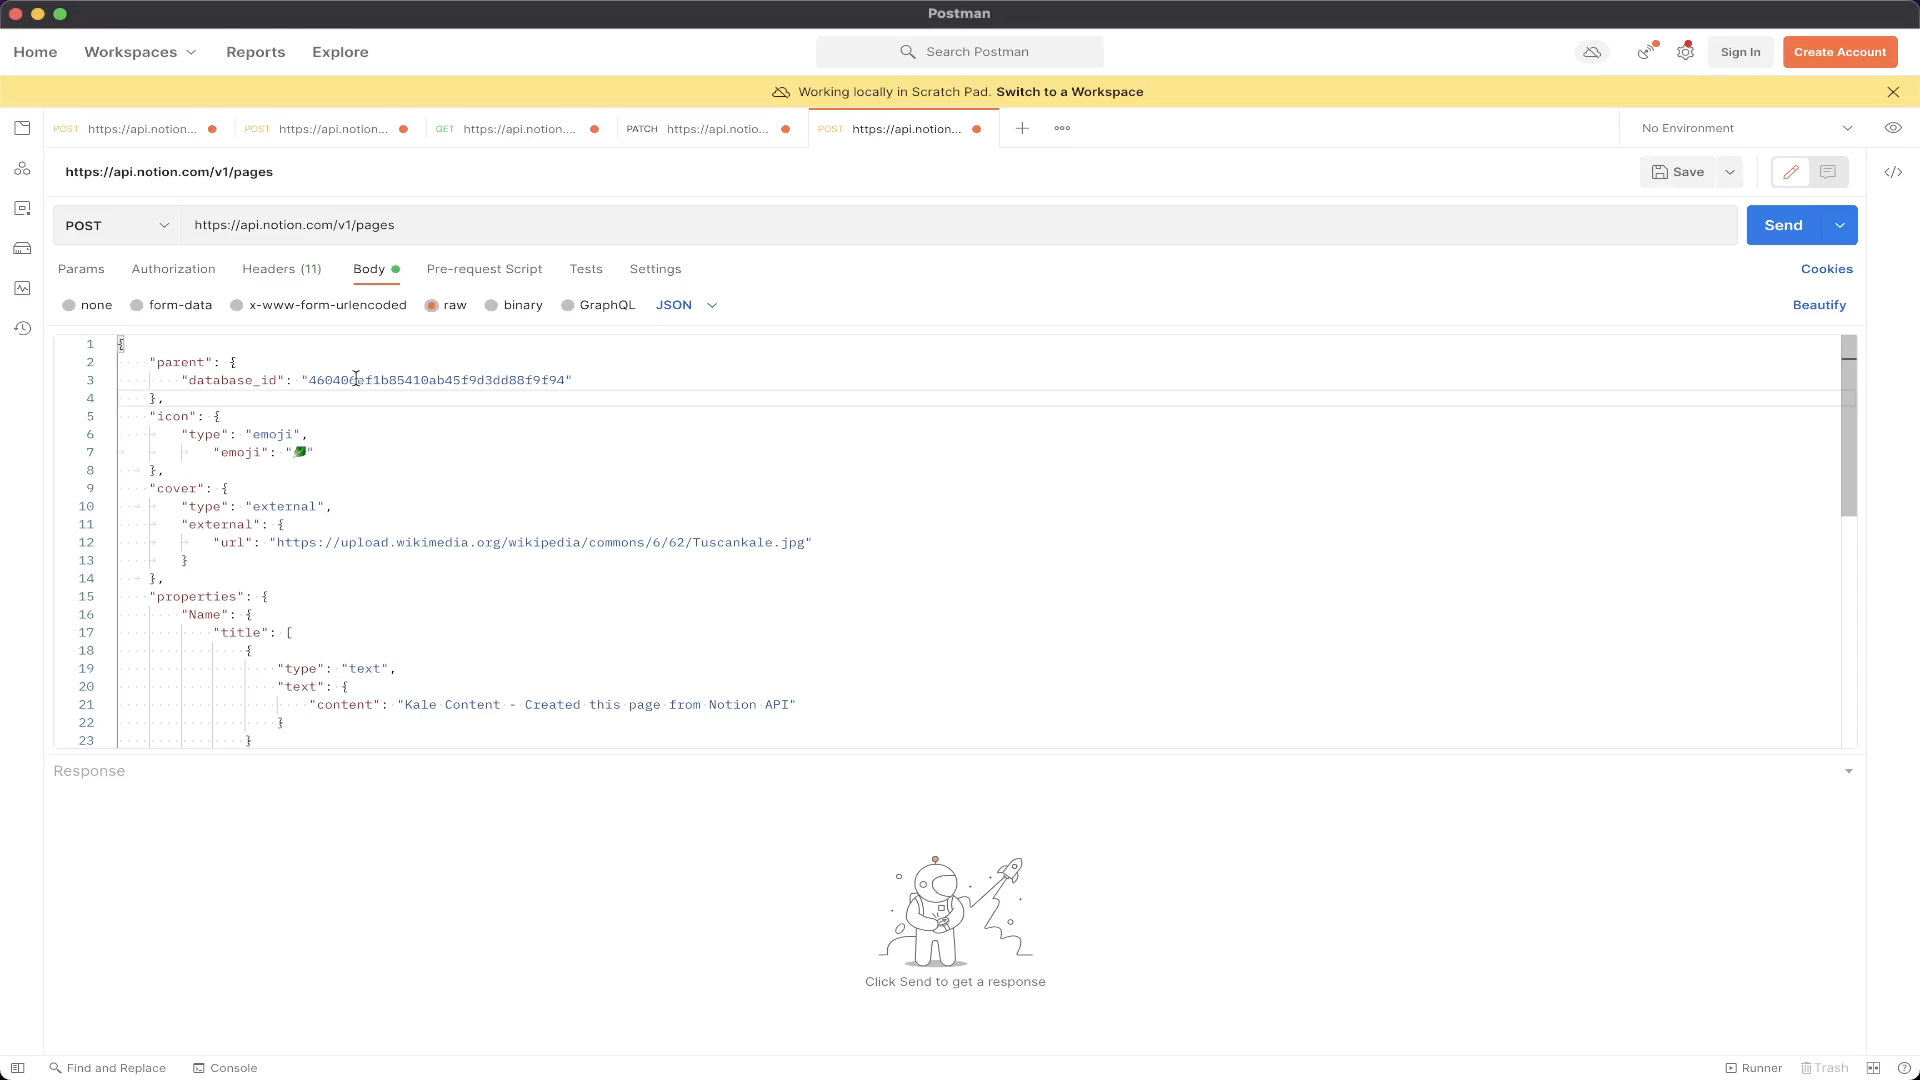 Postman
Home Workspaces Reports Explore Search Postman Sign In Create Account
Working locally in Scratch Pad. Switch to a Workspace
POST https://api.notion... POST https://api.notion... GET https://api.notion.... PATCH https://api.notio... POST https://api.notion... No Environment
https://api.notion.com/v1/pages Save
POST https://api.notion.com/v1/pages Send
Params Authorization Headers (11) Body Pre-request Script Tests Settings Cookies
none form-data x-www-form-urlencoded raw binary GraphQL JSON Beautify
1 {
2 "parent": {
3 "database_id": "460406ef1b85410ab45f9d3dd88f9f94"
4 },
5 "icon": {
6 "type": "emoji",
7 "emoji": "🥬"
8 },
9 "cover": {
10 "type": "external",
11 "external": {
12 "url": "https://upload.wikimedia.org/wikipedia/commons/6/62/Tuscankale.jpg"
13 }
14 },
15 "properties": {
16 "Name": {
17 "title": [
18 {
19 "type": "text",
20 "text": {
21 "content": "Kale Content - Created this page from Notion API"
22 }
23 }
Response
Click Send to get a response
Find and Replace Console Runner Trash